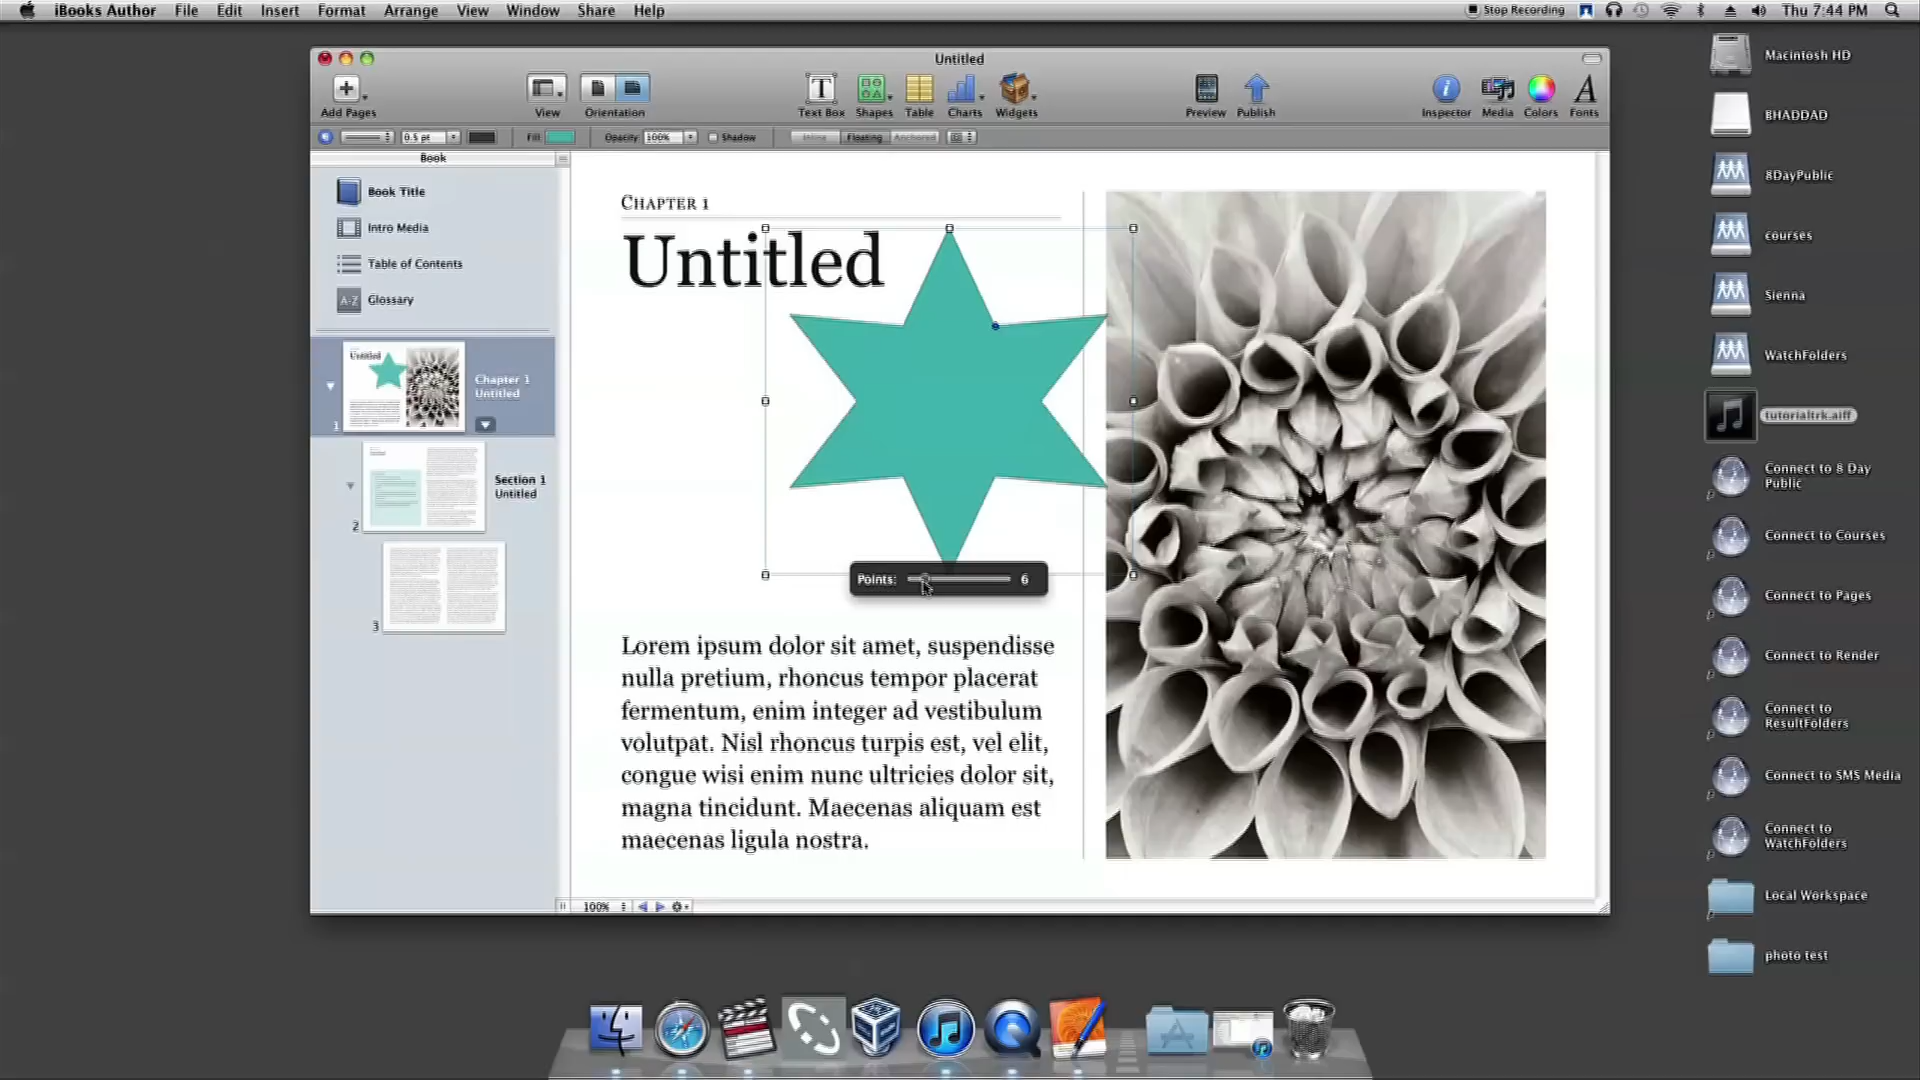 iBooks Author File Edit Insert Format Arrange View Window Share Help
Stop Recording Thu 7:44 PM
Untitled
Add Pages View Orientation Text Box Shapes Table Charts Widgets Preview Publish Inspector Media Colors Fonts
0.5 pt Fill Opacity: 100% Shadow Inline Floating Anchored
Book
Book Title
Intro Media
Table of Contents
A-Z Glossary
Untitled
Chapter 1
Untitled
1
Section 1
Untitled
2
3
Chapter 1
Untitled
Points: 6
Lorem ipsum dolor sit amet, suspendisse
nulla pretium, rhoncus tempor placerat
fermentum, enim integer ad vestibulum
volutpat. Nisl rhoncus turpis est, vel elit,
congue wisi enim nunc ultricies dolor sit,
magna tincidunt. Maecenas aliquam est
maecenas ligula nostra.
100%
Macintosh HD
BHADDAD
8DayPublic
courses
Sienna
WatchFolders
tutorialtrk.aiff
Connect to 8 Day
Public
Connect to Courses
Connect to Pages
Connect to Render
Connect to
ResultFolders
Connect to SMS Media
Connect to
WatchFolders
Local Workspace
photo test